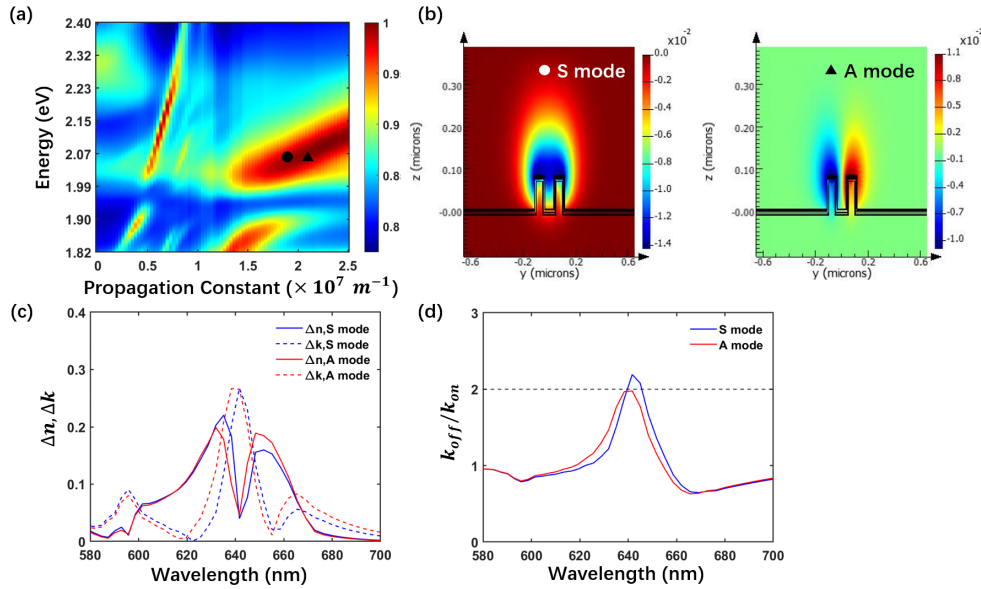 (a)
2.40
2.32
2.23
2.15
2.07
1.99
1.90
1.82
Energy (eV)
0 0.5 1 1.5 2 2.5
Propagation Constant (× 10⁷ m⁻¹)
1
0.9
0.9
0.8
0.8
(b)
S mode
x10⁻²
0.0
-0.2
-0.4
-0.6
-0.8
-1.0
-1.2
-1.4
z (microns)
0.30
0.20
0.10
-0.00
-0.6 -0.2 0.2 0.6
y (microns)
A mode
x10⁻²
1.1
0.8
0.6
0.4
0.2
0.0
-0.2
-0.4
-0.7
-1.0
z (microns)
0.30
0.20
0.10
-0.00
-0.6 -0.2 0.2 0.6
y (microns)
(c)
0.4
0.3
0.2
0.1
0
Δn, Δk
Δn,S mode
Δk,S mode
Δn,A mode
Δk,A mode
580 600 620 640 660 680 700
Wavelength (nm)
(d)
3
2
1
0
k_off/k_on
S mode
A mode
580 600 620 640 660 680 700
Wavelength (nm)